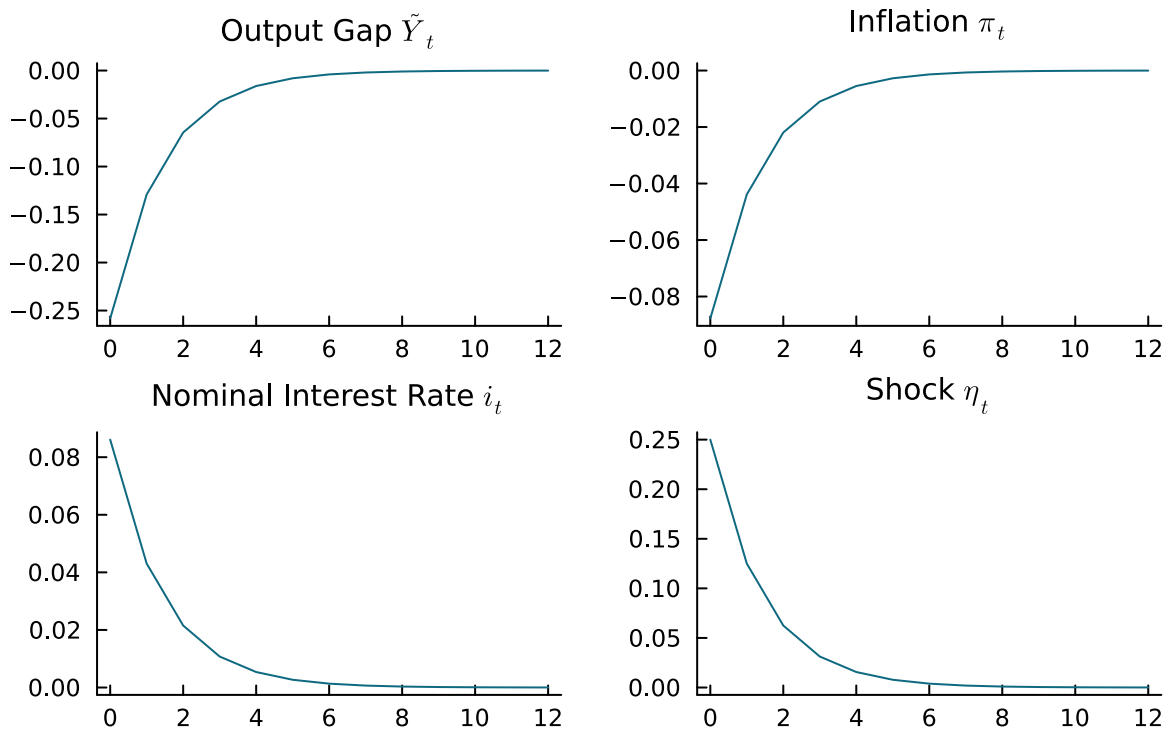 Output Gap Ỹ_t
0.00
−0.05
−0.10
−0.15
−0.20
−0.25
0 2 4 6 8 10 12
Inflation π_t
0.00
−0.02
−0.04
−0.06
−0.08
0 2 4 6 8 10 12
Nominal Interest Rate i_t
0.08
0.06
0.04
0.02
0.00
0 2 4 6 8 10 12
Shock η_t
0.25
0.20
0.15
0.10
0.05
0.00
0 2 4 6 8 10 12